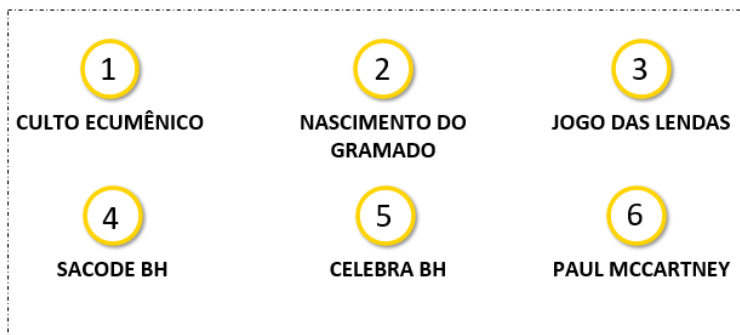 1
CULTO ECUMÊNICO
2
NASCIMENTO DO
GRAMADO
3
JOGO DAS LENDAS
4
SACODE BH
5
CELEBRA BH
6
PAUL MCCARTNEY